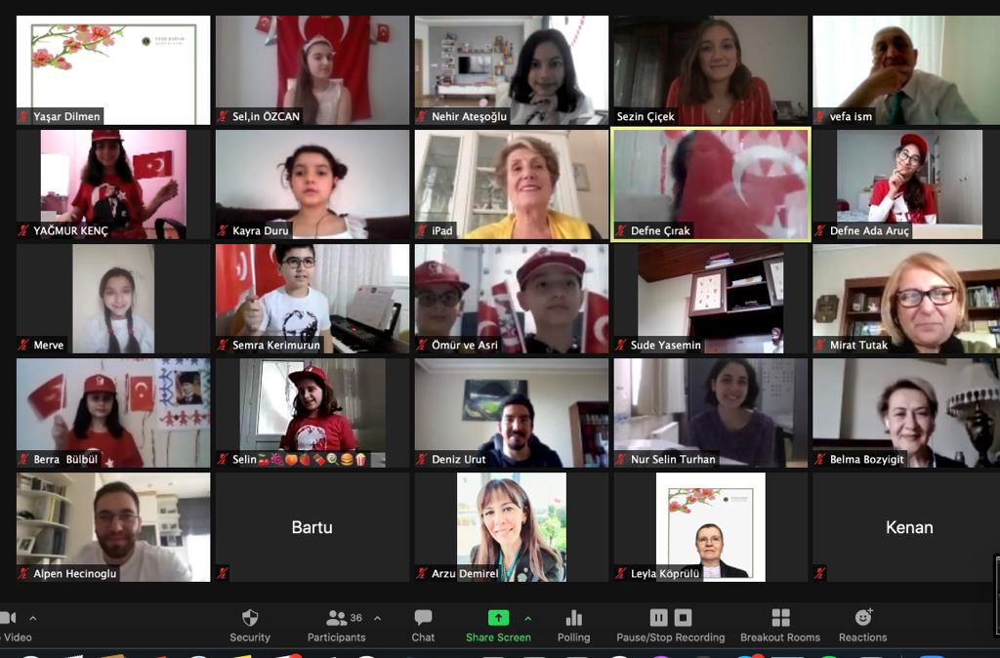 Yaşar Dilmen
Sel,in ÖZCAN
Nehir Ateşoğlu
Sezin Çiçek
vefa ism
YAĞMUR KENÇ
Kayra Duru
iPad
Defne Çırak
Defne Ada Aruç
Merve
Semra Kerimurun
Ömür ve Asri
Sude Yasemin
Mirat Tutak
Berra Bülbül
Selin🍒🍇🍑🍓🍫🍭🍔🍿
Deniz Urut
Nur Selin Turhan
Belma Bozyigit
Alpen Hecinoglu
Bartu
Arzu Demirel
Leyla Köprülü
Kenan
Video
Security
Participants
36
Chat
Share Screen
Polling
Pause/Stop Recording
Breakout Rooms
Reactions